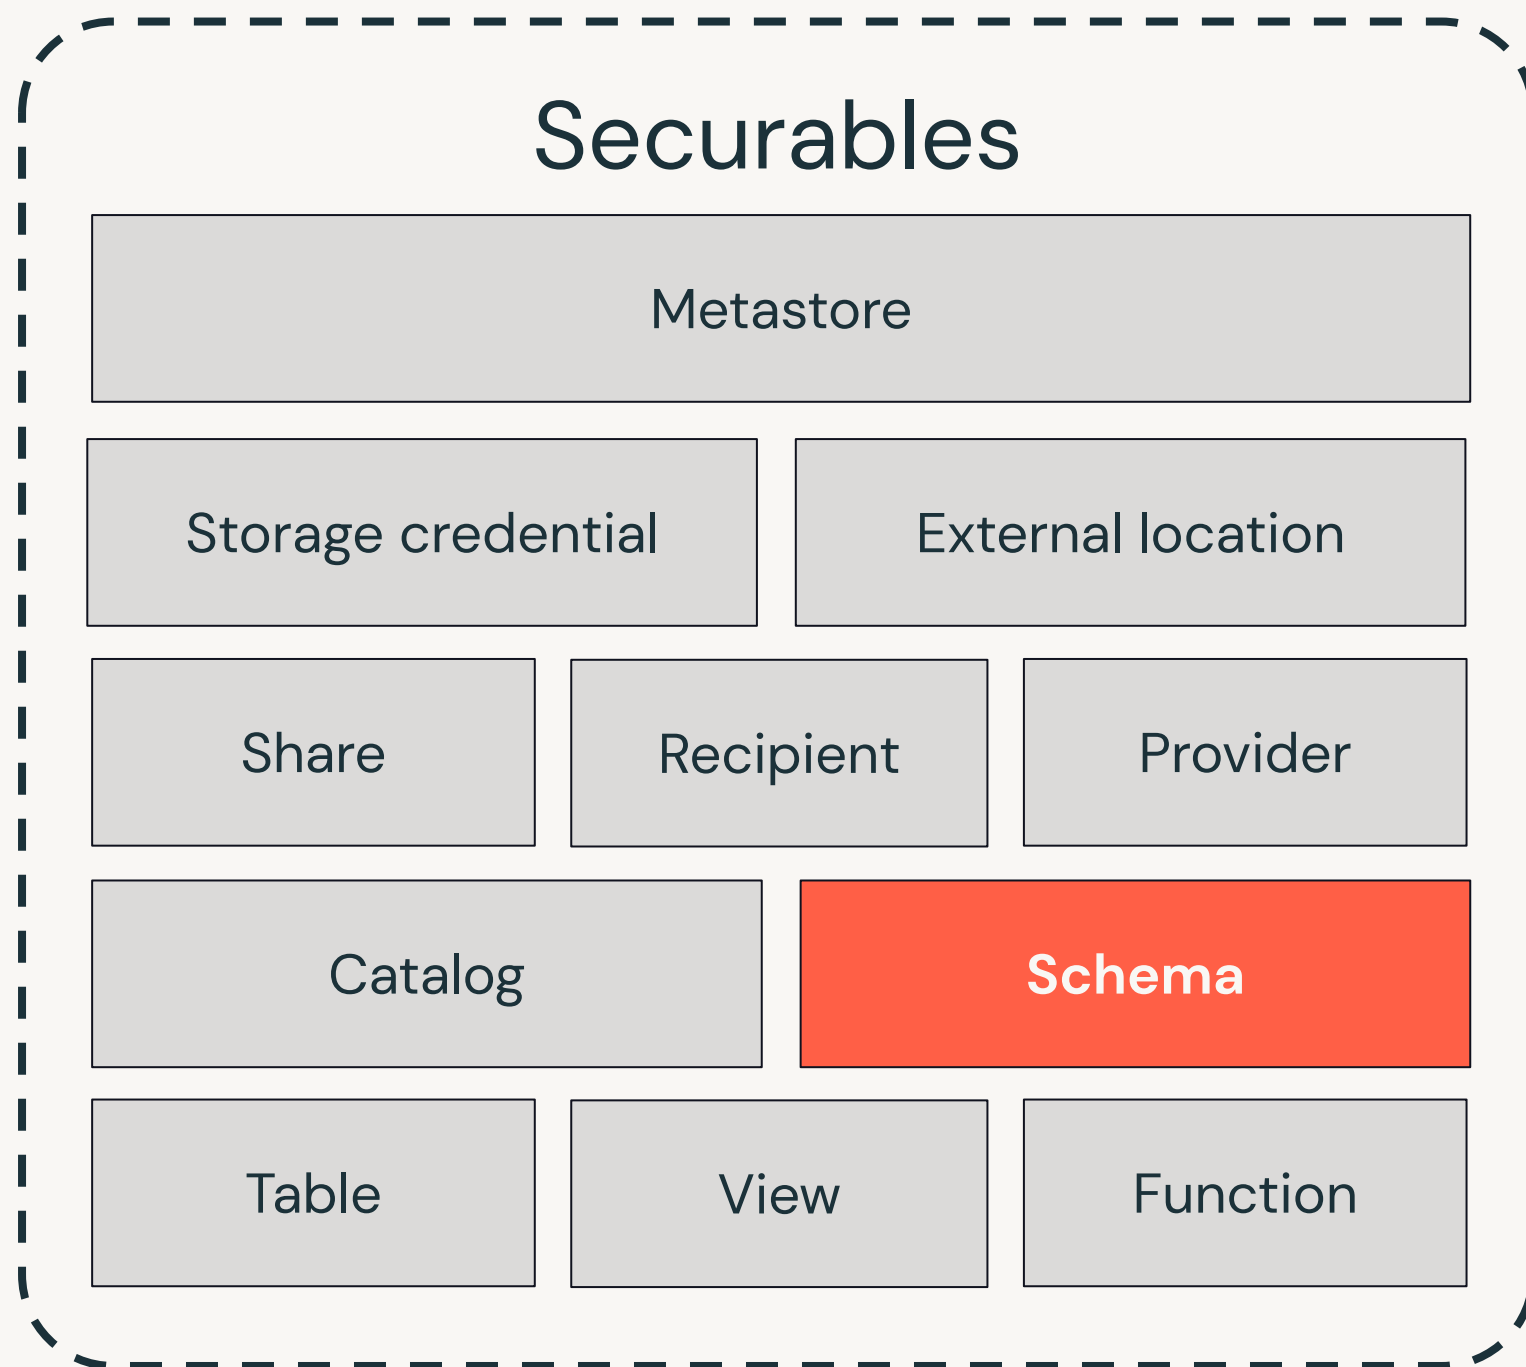 Securables
Metastore
Storage credential
External location
Share
Recipient
Provider
Catalog
Schema
Table
View
Function